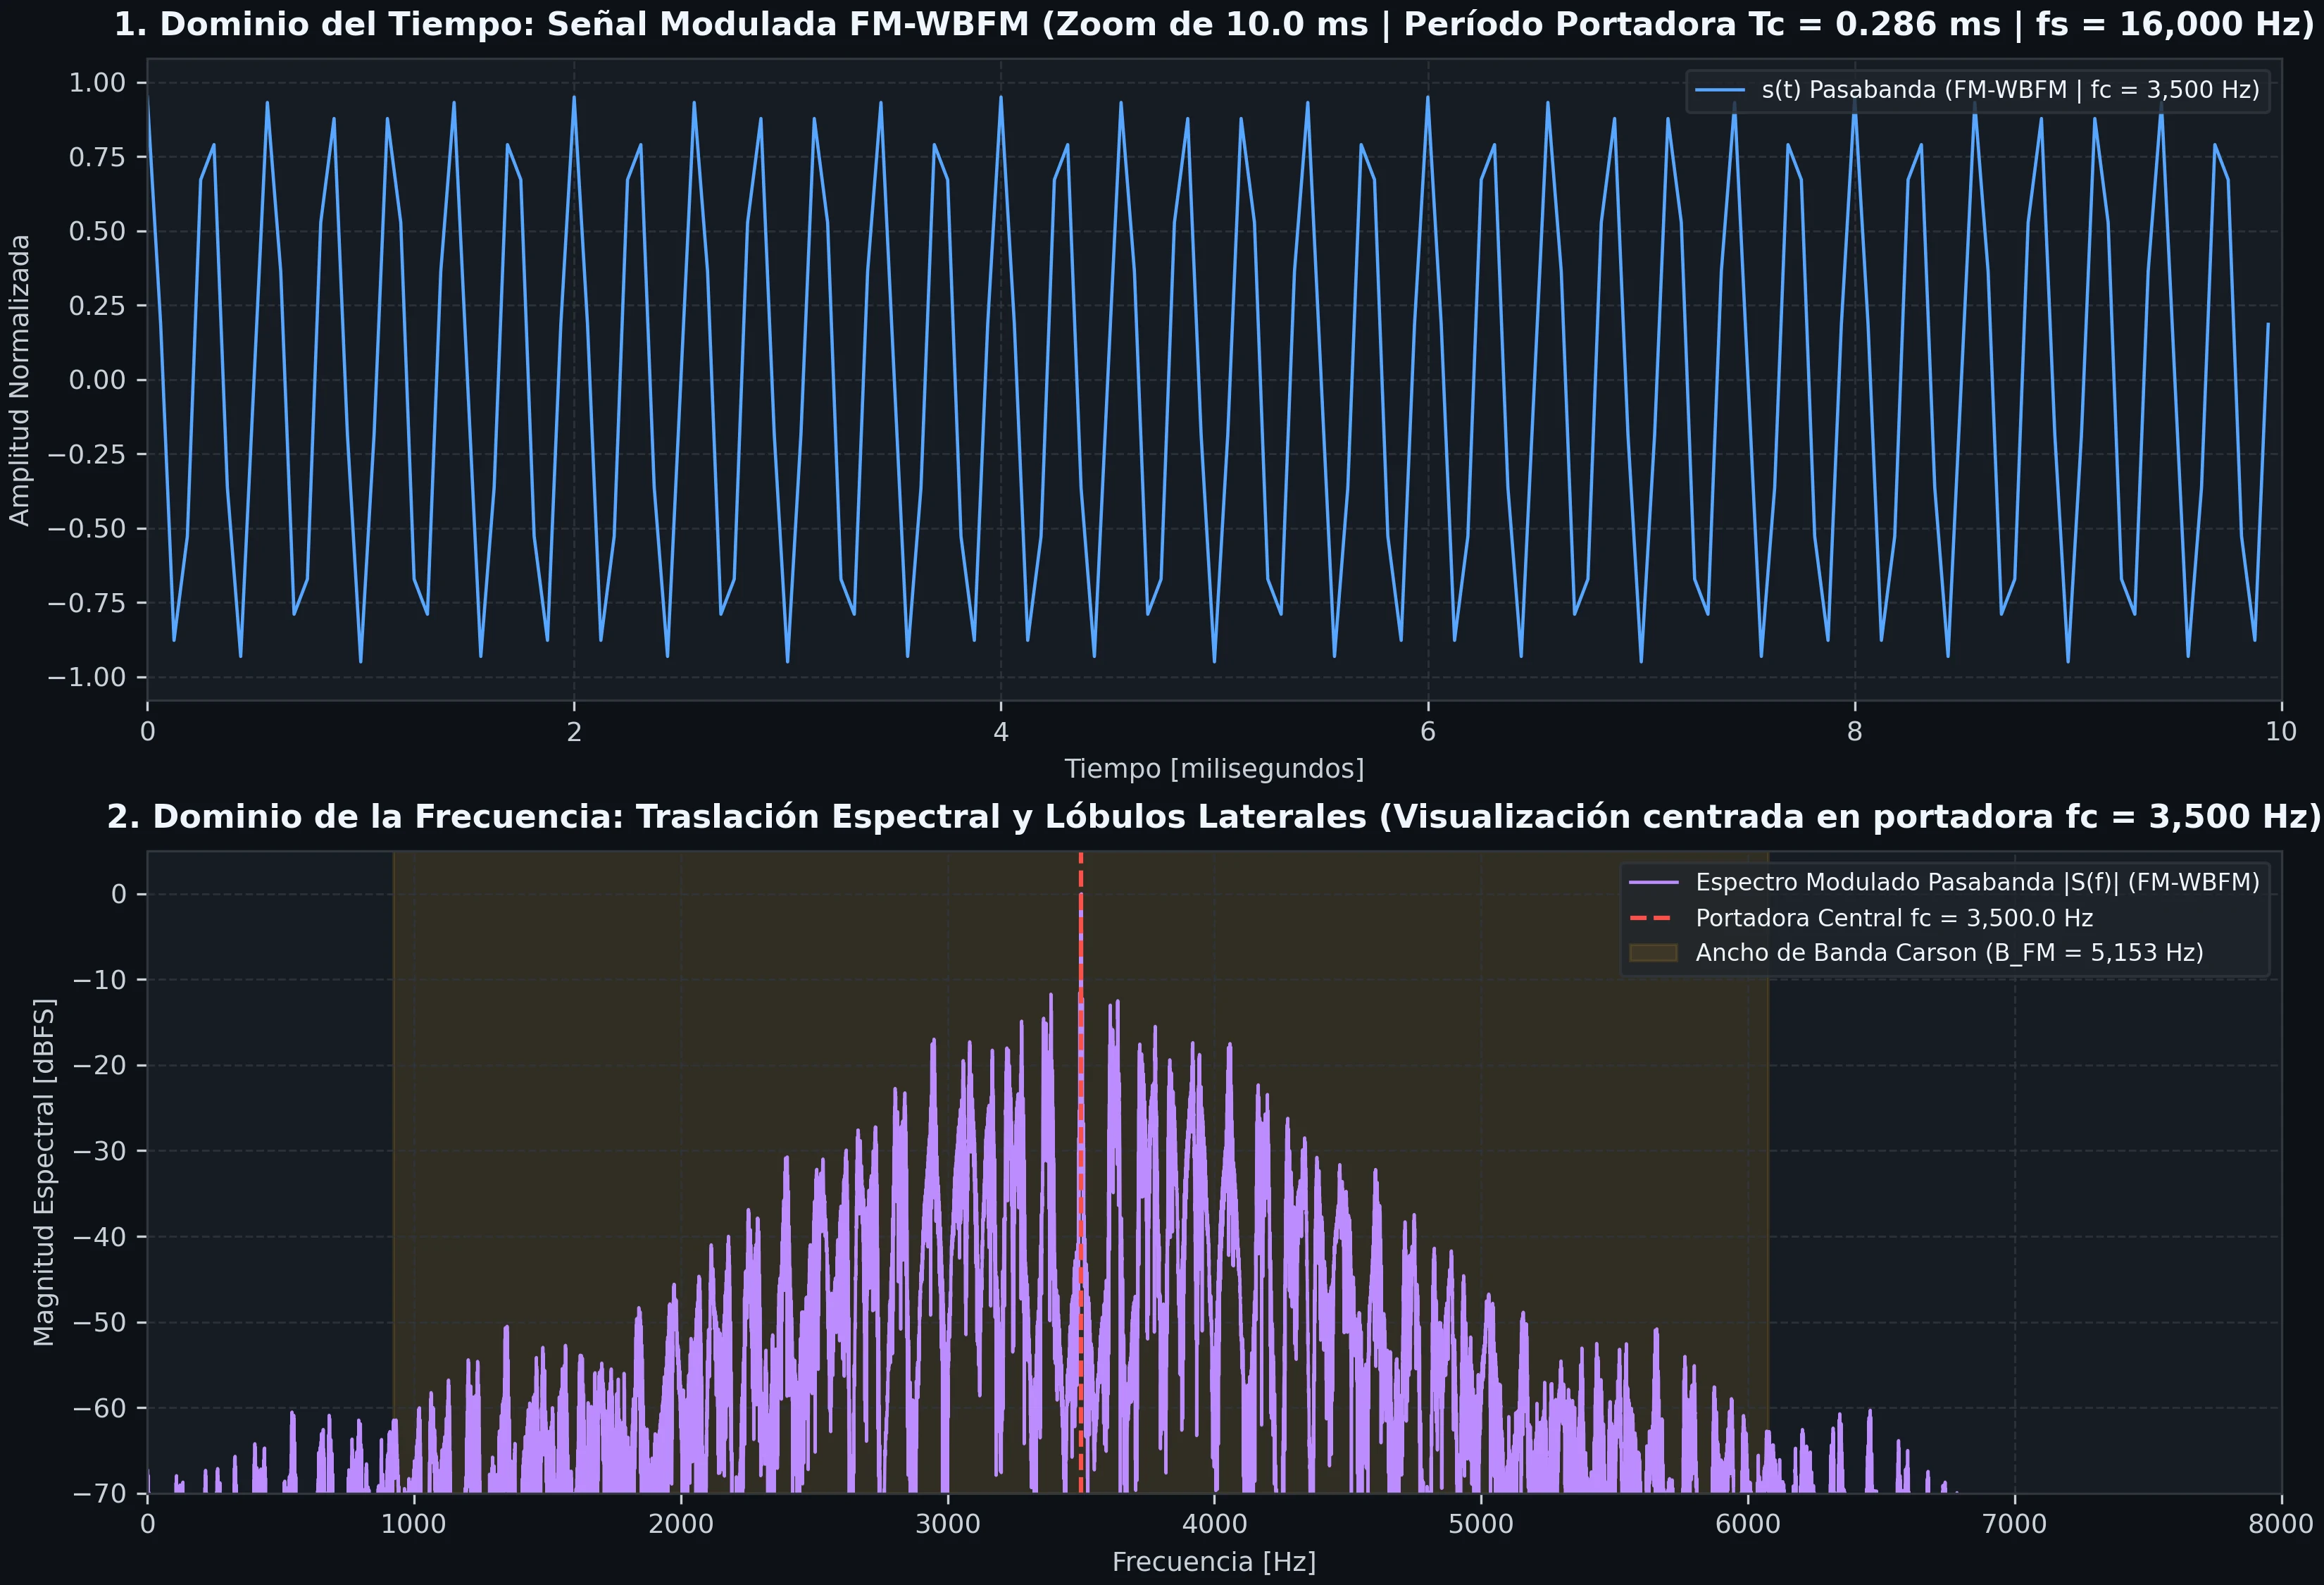 1. Dominio del Tiempo: Señal Modulada FM-WBFM (Zoom de 10.0 ms | Período Portadora Tc = 0.286 ms | fs = 16,000 Hz)
s(t) Pasabanda (FM-WBFM | fc = 3,500 Hz)
Amplitud Normalizada
1.00
0.75
0.50
0.25
0.00
−0.25
−0.50
−0.75
−1.00
0 2 4 6 8 10
Tiempo [milisegundos]
2. Dominio de la Frecuencia: Traslación Espectral y Lóbulos Laterales (Visualización centrada en portadora fc = 3,500 Hz)
Espectro Modulado Pasabanda |S(f)| (FM-WBFM)
Portadora Central fc = 3,500.0 Hz
Ancho de Banda Carson (B_FM = 5,153 Hz)
Magnitud Espectral [dBFS]
0
−10
−20
−30
−40
−50
−60
−70
0 1000 2000 3000 4000 5000 6000 7000 8000
Frecuencia [Hz]